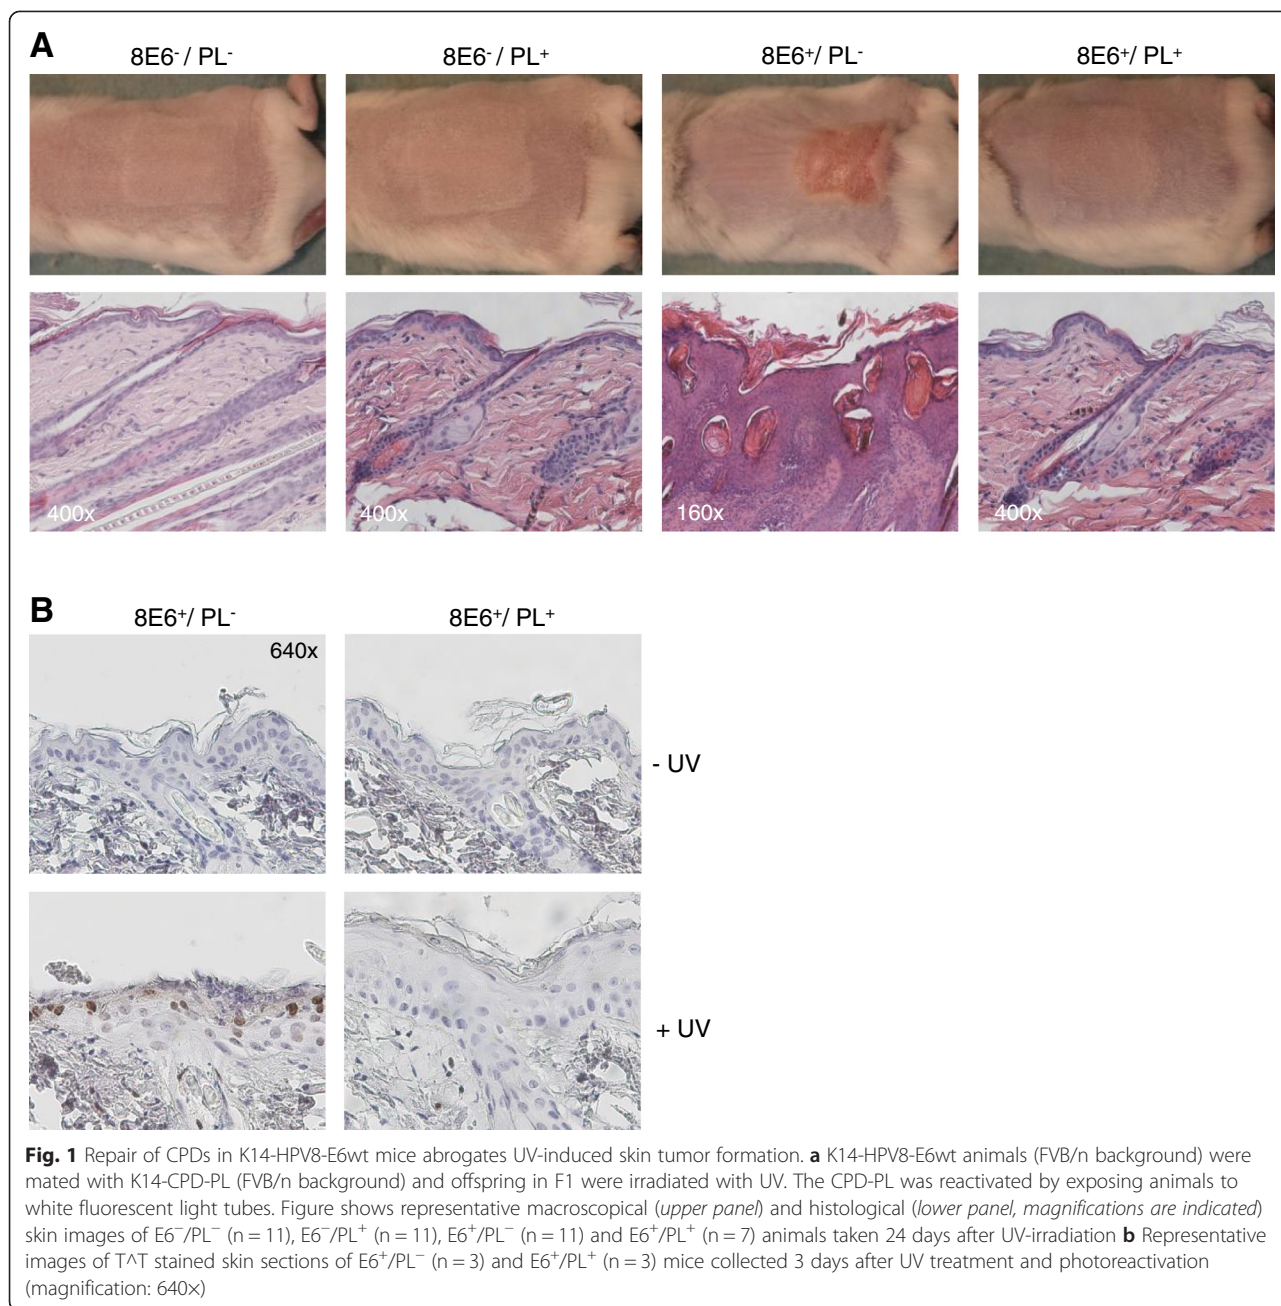 A
8E6⁻/ PL⁻
8E6⁻/ PL⁺
8E6⁺/ PL⁻
8E6⁺/ PL⁺
400x
400x
160x
400x
B
8E6⁺/ PL⁻
8E6⁺/ PL⁺
640x
- UV
+ UV
Fig. 1 Repair of CPDs in K14-HPV8-E6wt mice abrogates UV-induced skin tumor formation. a K14-HPV8-E6wt animals (FVB/n background) were
mated with K14-CPD-PL (FVB/n background) and offspring in F1 were irradiated with UV. The CPD-PL was reactivated by exposing animals to
white fluorescent light tubes. Figure shows representative macroscopical (upper panel) and histological (lower panel, magnifications are indicated)
skin images of E6⁻/PL⁻ (n = 11), E6⁻/PL⁺ (n = 11), E6⁺/PL⁻ (n = 11) and E6⁺/PL⁺ (n = 7) animals taken 24 days after UV-irradiation b Representative
images of T^T stained skin sections of E6⁺/PL⁻ (n = 3) and E6⁺/PL⁺ (n = 3) mice collected 3 days after UV treatment and photoreactivation
(magnification: 640×)